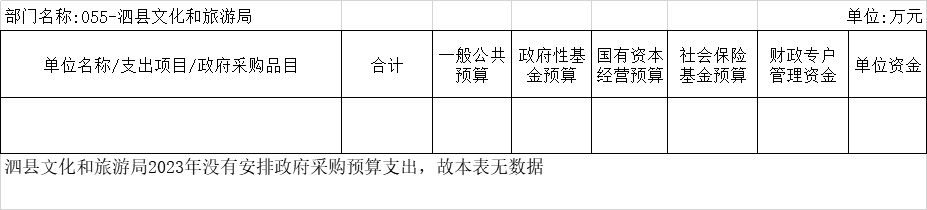 部门名称:055-泗县文化和旅游局 单位:万元
单位名称/支出项目/政府采购品目 合计 一般公共预算 政府性基金预算 国有资本经营预算 社会保险基金预算 财政专户管理资金 单位资金
泗县文化和旅游局2023年没有安排政府采购预算支出，故本表无数据